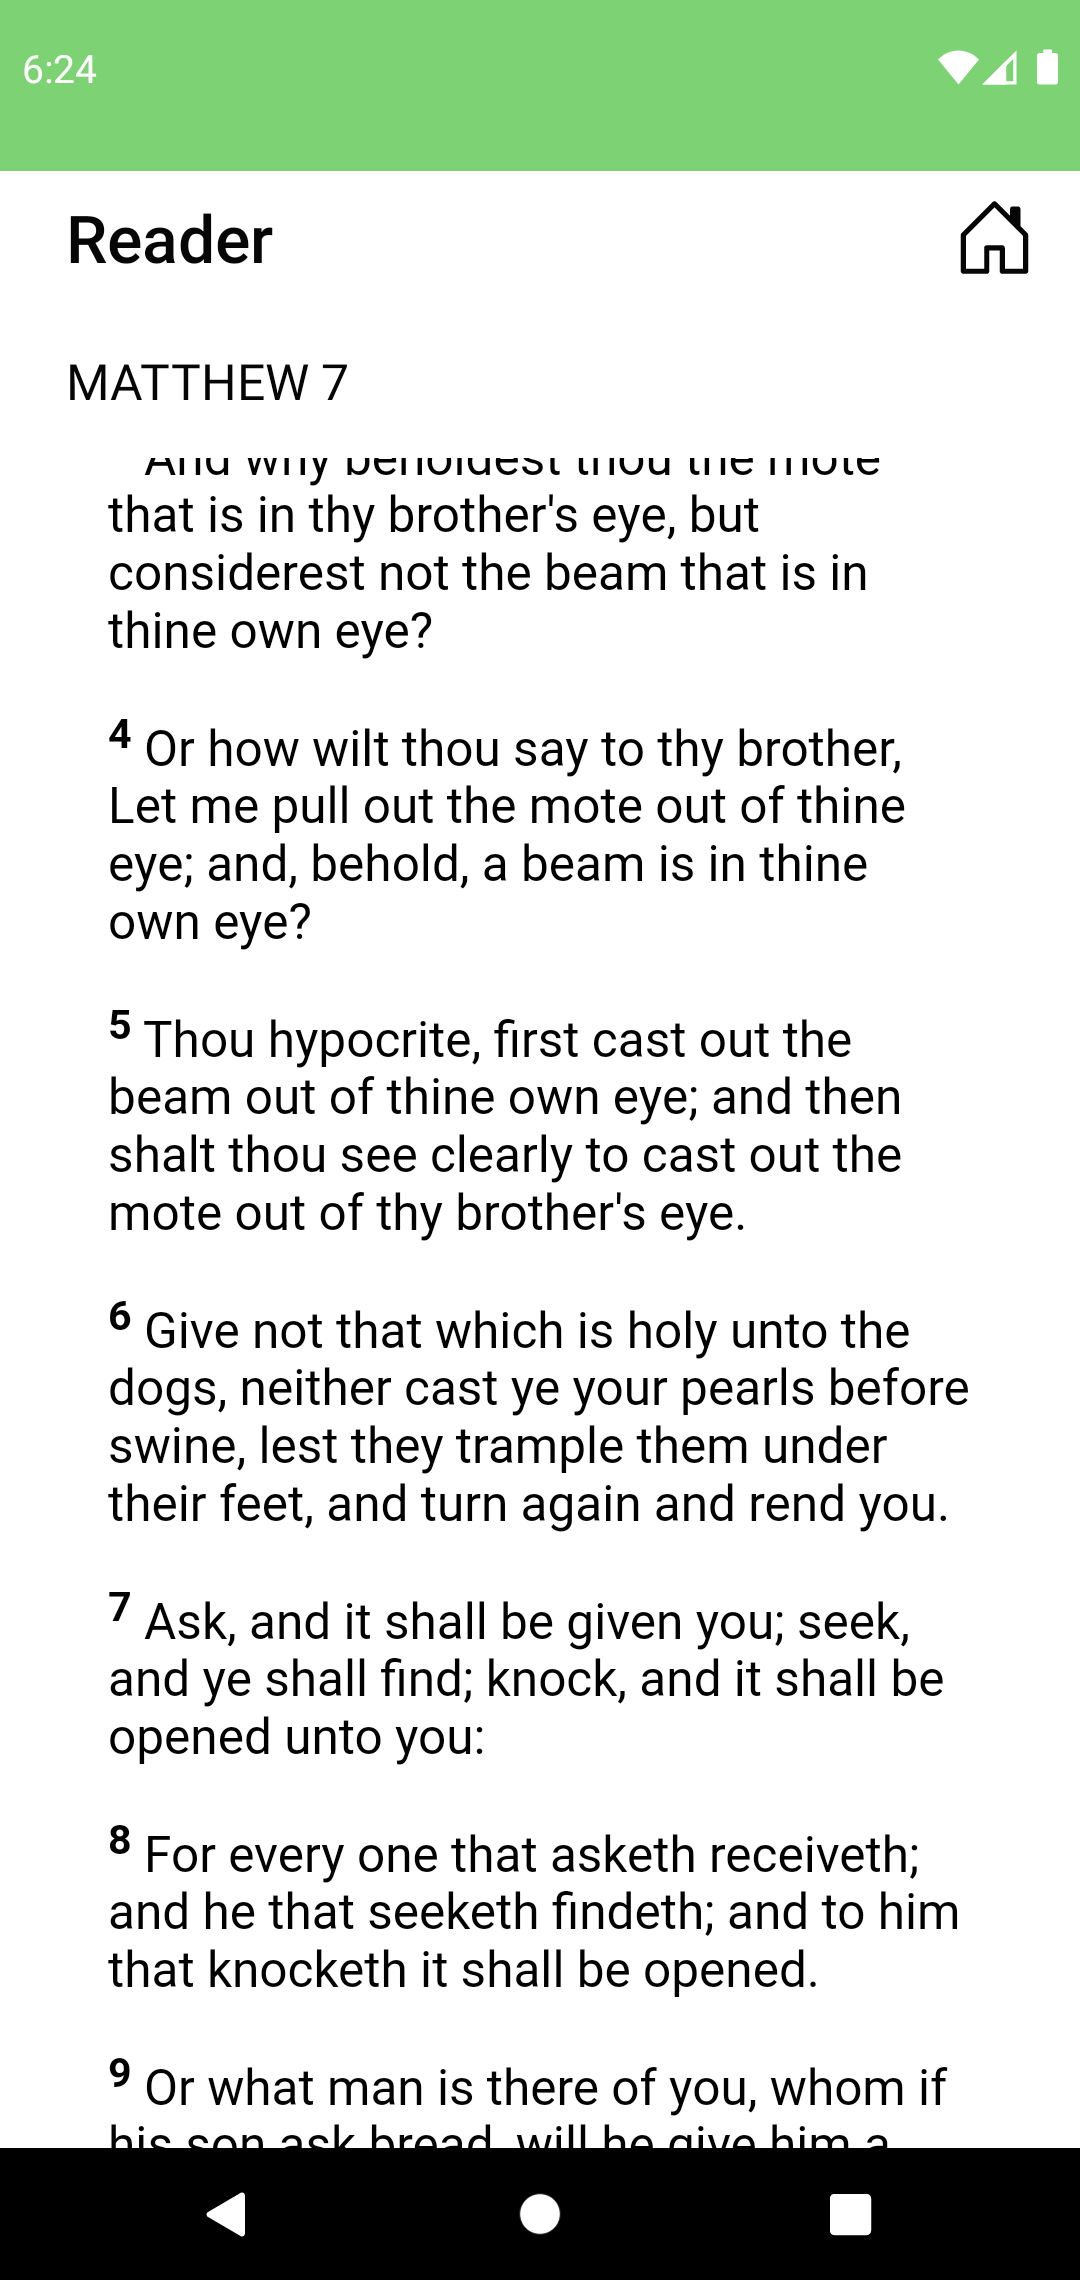 6:24
Reader
MATTHEW 7
And why beholdest thou the mote
that is in thy brother's eye, but
considerest not the beam that is in
thine own eye?
4 Or how wilt thou say to thy brother,
Let me pull out the mote out of thine
eye; and, behold, a beam is in thine
own eye?
5 Thou hypocrite, first cast out the
beam out of thine own eye; and then
shalt thou see clearly to cast out the
mote out of thy brother's eye.
6 Give not that which is holy unto the
dogs, neither cast ye your pearls before
swine, lest they trample them under
their feet, and turn again and rend you.
7 Ask, and it shall be given you; seek,
and ye shall find; knock, and it shall be
opened unto you:
8 For every one that asketh receiveth;
and he that seeketh findeth; and to him
that knocketh it shall be opened.
9 Or what man is there of you, whom if
his son ask bread, will he give him a